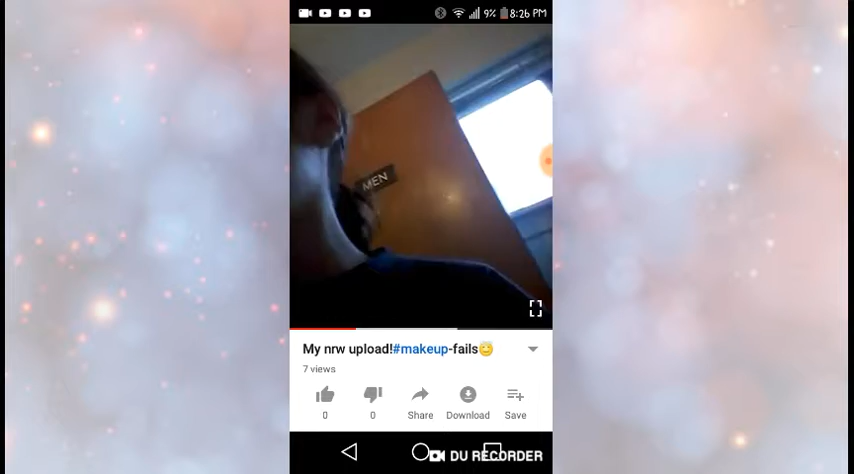 9% 8:26 PM
MEN
My nrw upload!#makeup-fails😇
7 views
0 0 Share Download Save
DU RECORDER